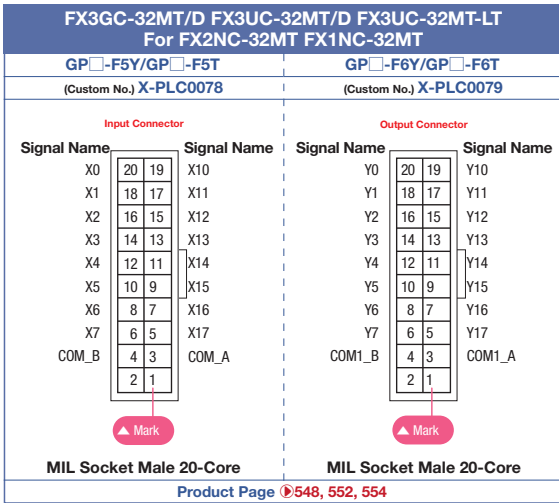 FX3GC-32MT/D FX3UC-32MT/D FX3UC-32MT-LT
For FX2NC-32MT FX1NC-32MT
GP□-F5Y/GP□-F5T
(Custom No.) X-PLC0078
Input Connector
Signal Name Signal Name
X0 20 19 X10
X1 18 17 X11
X2 16 15 X12
X3 14 13 X13
X4 12 11 X14
X5 10 9 X15
X6 8 7 X16
X7 6 5 X17
COM_B 4 3 COM_A
2 1
▲ Mark
MIL Socket Male 20-Core
GP□-F6Y/GP□-F6T
(Custom No.) X-PLC0079
Output Connector
Signal Name Signal Name
Y0 20 19 Y10
Y1 18 17 Y11
Y2 16 15 Y12
Y3 14 13 Y13
Y4 12 11 Y14
Y5 10 9 Y15
Y6 8 7 Y16
Y7 6 5 Y17
COM1_B 4 3 COM1_A
2 1
▲ Mark
MIL Socket Male 20-Core
Product Page 548, 552, 554